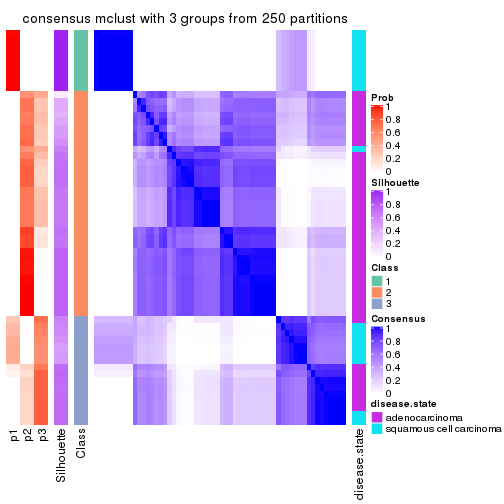 consensus mclust with 3 groups from 250 partitions
Prob
1
0.8
0.6
0.4
0.2
0
Silhouette
1
0.8
0.6
0.4
0.2
0
Class
1
2
3
Consensus
1
0.8
0.6
0.4
0.2
0
disease.state
adenocarcinoma
squamous cell carcinoma
p1
p2
p3
Silhouette
Class
disease.state